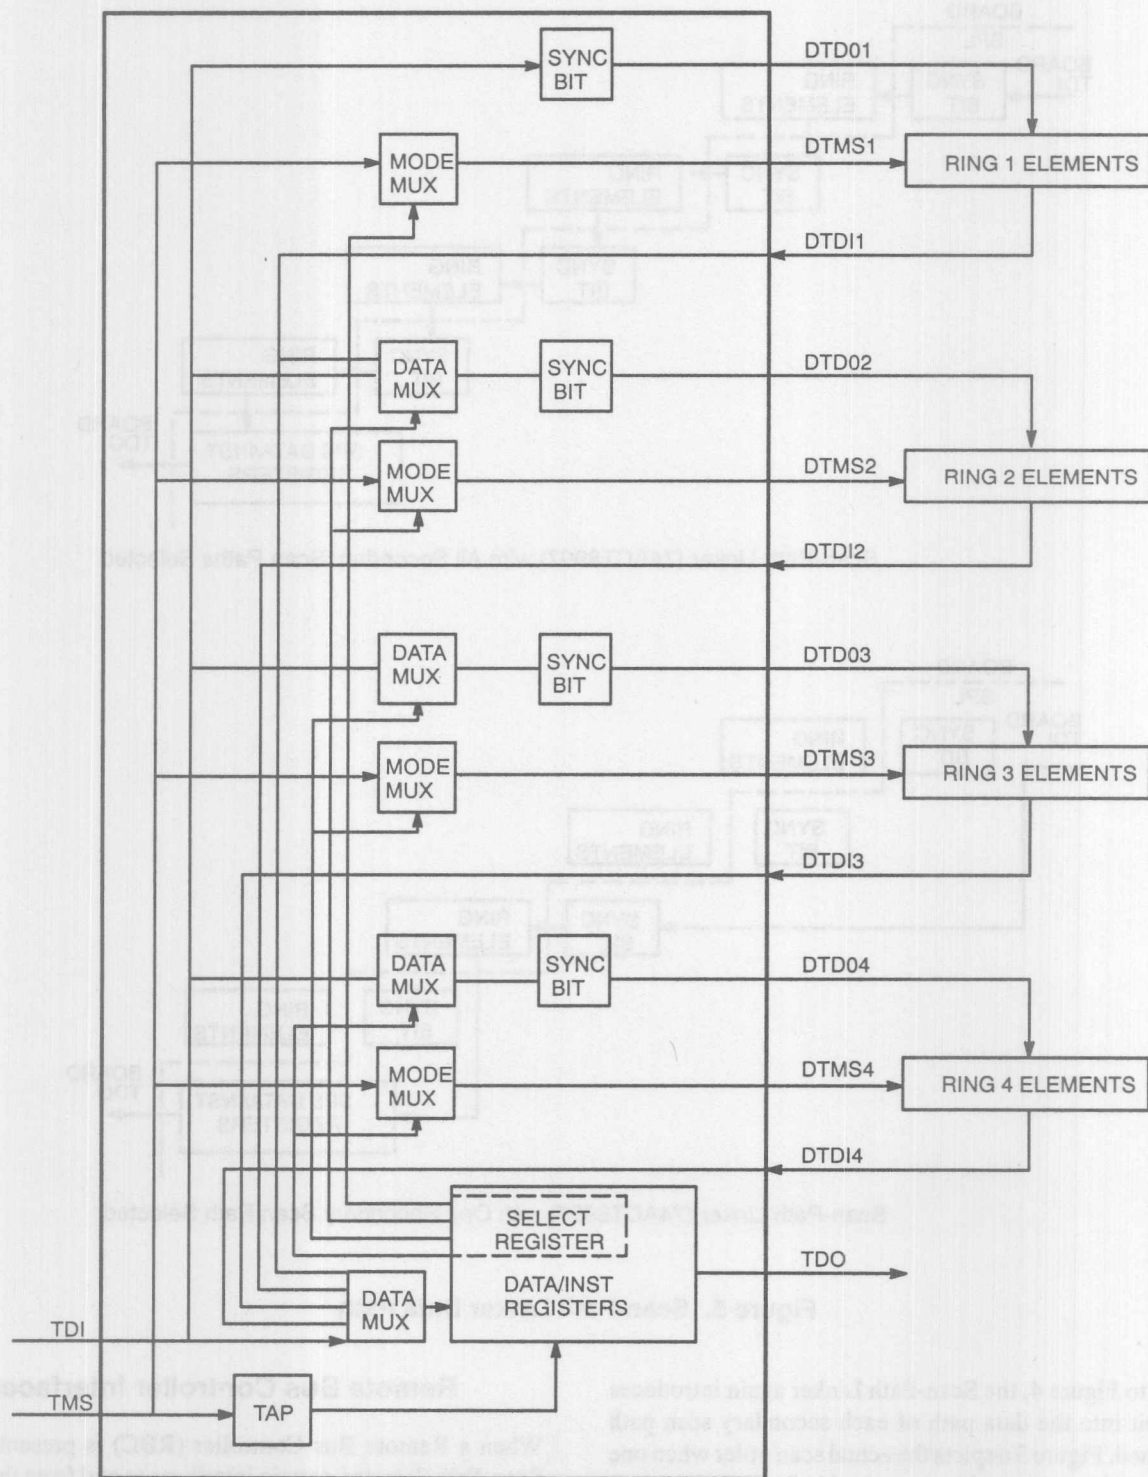 SYNC
BIT
DTD01
MODE
MUX
DTMS1
RING 1 ELEMENTS
DTDI1
DATA
MUX
SYNC
BIT
DTD02
MODE
MUX
DTMS2
RING 2 ELEMENTS
DTDI2
DATA
MUX
SYNC
BIT
DTD03
MODE
MUX
DTMS3
RING 3 ELEMENTS
DTDI3
DATA
MUX
SYNC
BIT
DTD04
MODE
MUX
DTMS4
RING 4 ELEMENTS
DTDI4
SELECT
REGISTER
DATA/INST
REGISTERS
TDO
DATA
MUX
TDI
TMS
TAP